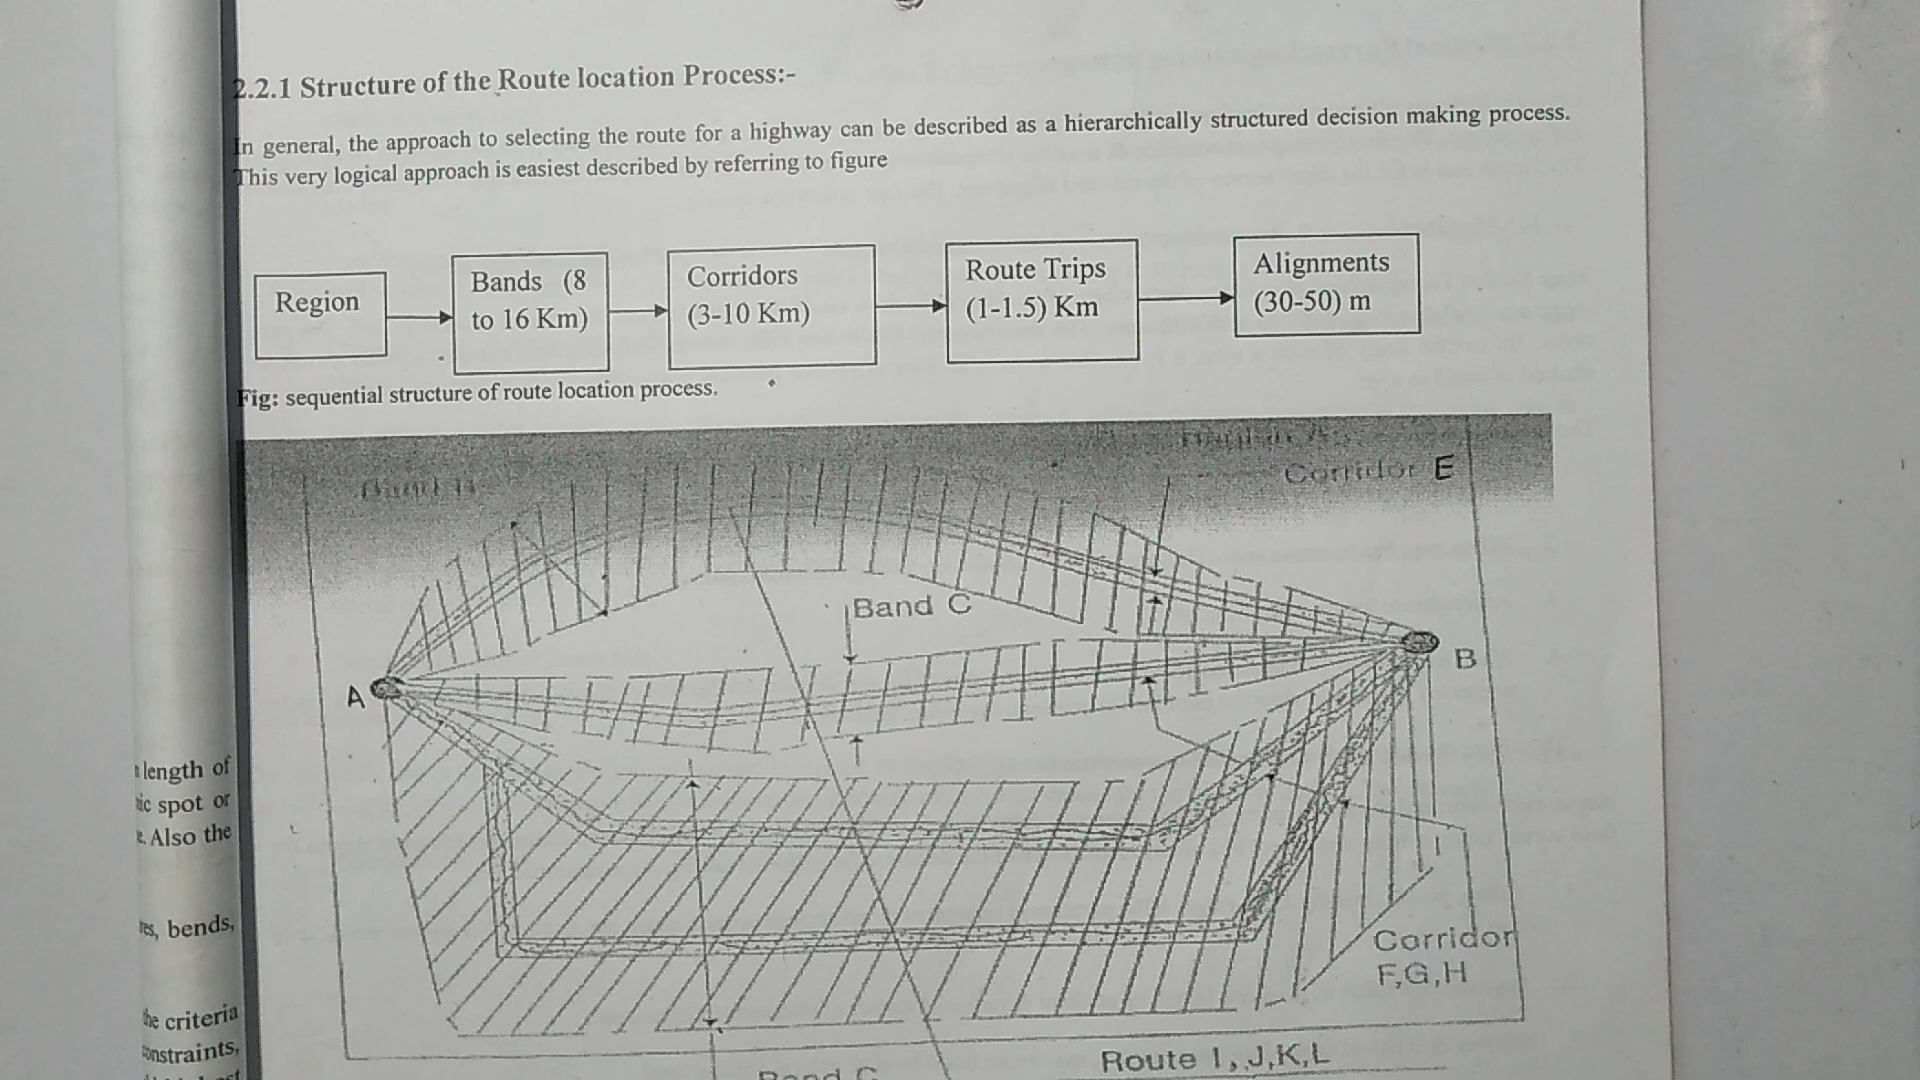 2.2.1 Structure of the Route location Process:-
In general, the approach to selecting the route for a highway can be described as a hierarchically structured decision making process.
This very logical approach is easiest described by referring to figure
Region
Bands (8
to 16 Km)
Corridors
(3-10 Km)
Route Trips
(1-1.5) Km
Alignments
(30-50) m
Fig: sequential structure of route location process.
Corridor E
Band C
A
B
Corridor
F,G,H
Route I, J,K,L
length of
spot or
Also the
bends,
the criteria
constraints,